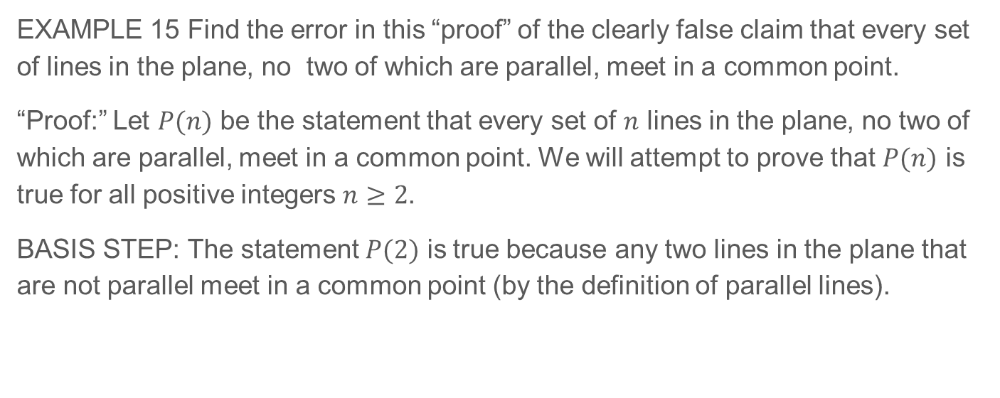 EXAMPLE 15 Find the error in this “proof” of the clearly false claim that every set
of lines in the plane, no two of which are parallel, meet in a common point.
“Proof:” Let P(n) be the statement that every set of n lines in the plane, no two of
which are parallel, meet in a common point. We will attempt to prove that P(n) is
true for all positive integers n ≥ 2.
BASIS STEP: The statement P(2) is true because any two lines in the plane that
are not parallel meet in a common point (by the definition of parallel lines).